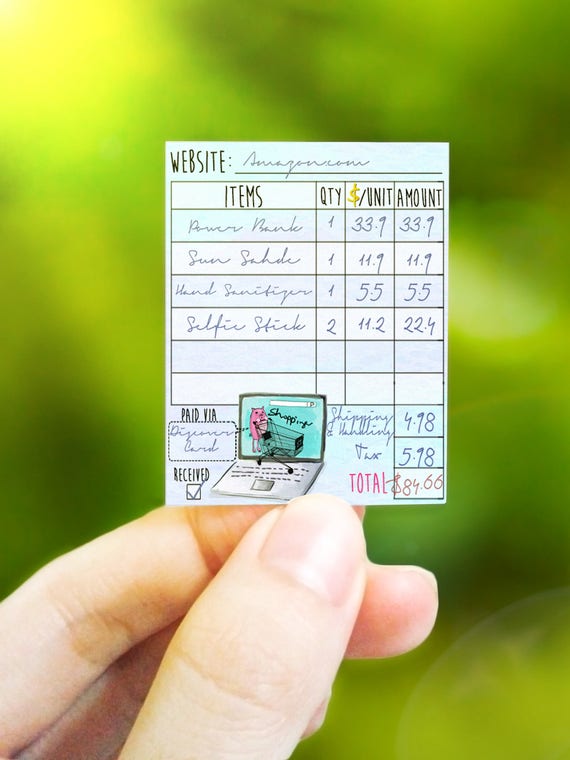 WEBSITE: Amazon.com
ITEMS QTY $/UNIT AMOUNT
Power Bank 1 33.9 33.9
Sun Sahde 1 11.9 11.9
Hand Sanitizer 1 5.5 5.5
Selfie Stick 2 11.2 22.4
Shopping
PAID VIA
Discover
Card
Shipping
& Handling 4.98
Tax 5.98
RECEIVED
TOTAL $84.66